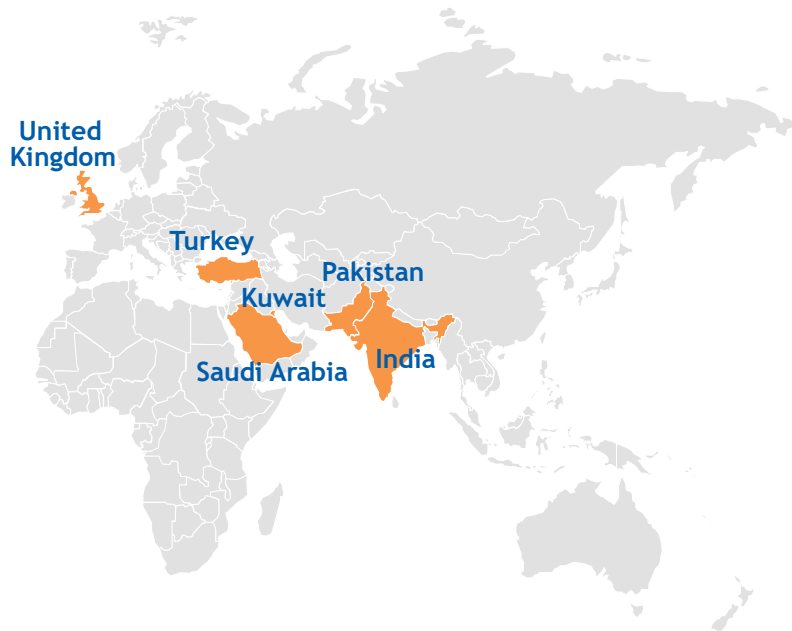 United
Kingdom
Turkey
Pakistan
Kuwait
India
Saudi Arabia